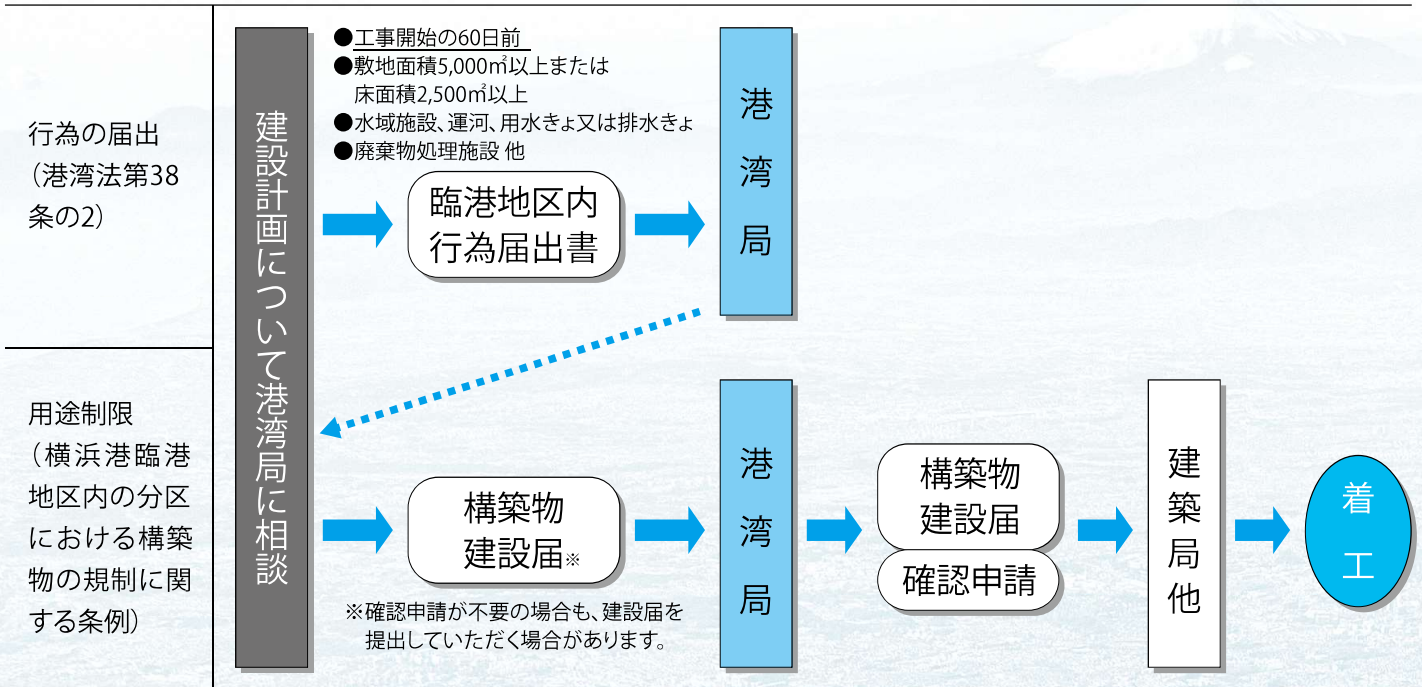 行為の届出
（港湾法第38
条の2）
建設計画について港湾局に相談
●工事開始の60日前
●敷地面積5,000㎡以上または
床面積2,500㎡以上
●水域施設、運河、用水きょ又は排水きょ
●廃棄物処理施設 他
臨港地区内
行為届出書
港湾局
用途制限
（横浜港臨港
地区内の分区
における構築
物の規制に関
する条例）
構築物
建設届※
※確認申請が不要の場合も、建設届を
提出していただく場合があります。
港湾局
構築物
建設届
確認申請
建築局他
着工